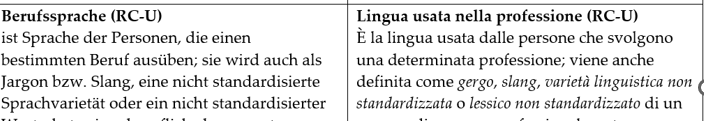 Berufssprache (RC-U)
ist Sprache der Personen, die einen
bestimmten Beruf ausüben; sie wird auch als
Jargon bzw. Slang, eine nicht standardisierte
Sprachvarietät oder ein nicht standardisierter
Lingua usata nella professione (RC-U)
È la lingua usata dalle persone che svolgono
una determinata professione; viene anche
definita come gergo, slang, varietà linguistica non
standardizzata o lessico non standardizzato di un